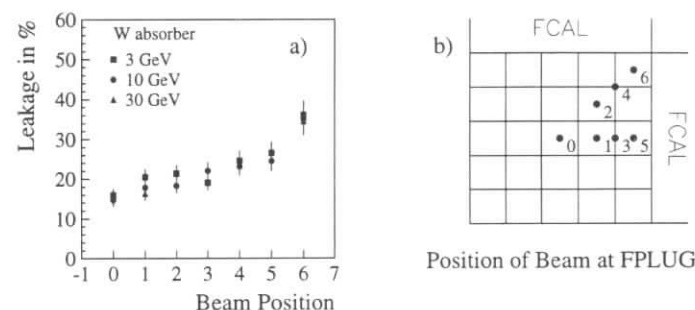 60
50
40
30
20
10
0
Leakage in %
W absorber
3 GeV
10 GeV
30 GeV
a)
-1 0 1 2 3 4 5 6 7
Beam Position
b)
FCAL
FCAL
6
4
2
0 1 3 5
Position of Beam at FPLUG